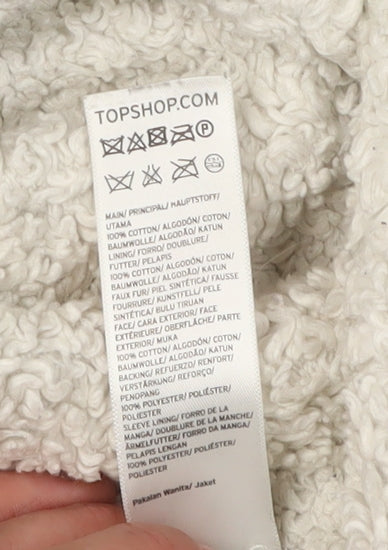 TOPSHOP.COM
P
MAIN/ PRINCIPAL/ HAUPTSTOFF/
UTAMA
100% COTTON/ ALGODÓN/ COTON/
BAUMWOLLE/ ALGODÃO/ KATUN
LINING/ FORRO/ DOUBLURE/
FUTTER/ PELAPIS
100% COTTON/ ALGODÓN/ COTON/
BAUMWOLLE/ ALGODÃO/ KATUN
FAUX FUR/ PIEL SINTÉTICA/ FAUSSE
FOURRURE/ KUNSTFELL/ PELE
SINTÉTICA/ BULU TIRUAN
FACE/ CARA EXTERIOR/ FACE
EXTÉRIEURE/ OBERFLÄCHE/ PARTE
EXTERIOR/ MUKA
100% COTTON/ ALGODÓN/ COTON/
BAUMWOLLE/ ALGODÃO/ KATUN
BACKING/ REFUERZO/ RENFORT/
VERSTÄRKUNG/ REFORÇO/
PENOPANG
100% POLYESTER/ POLIÉSTER/
POLIESTER
SLEEVE LINING/ FORRO DE LA
MANGA/ DOUBLURE DE LA MANCHE/
ÄRMELFUTTER/ FORRO DA MANGA/
PELAPIS LENGAN
100% POLYESTER/ POLIÉSTER/
POLIESTER
Pakaian Wanita/ Jaket